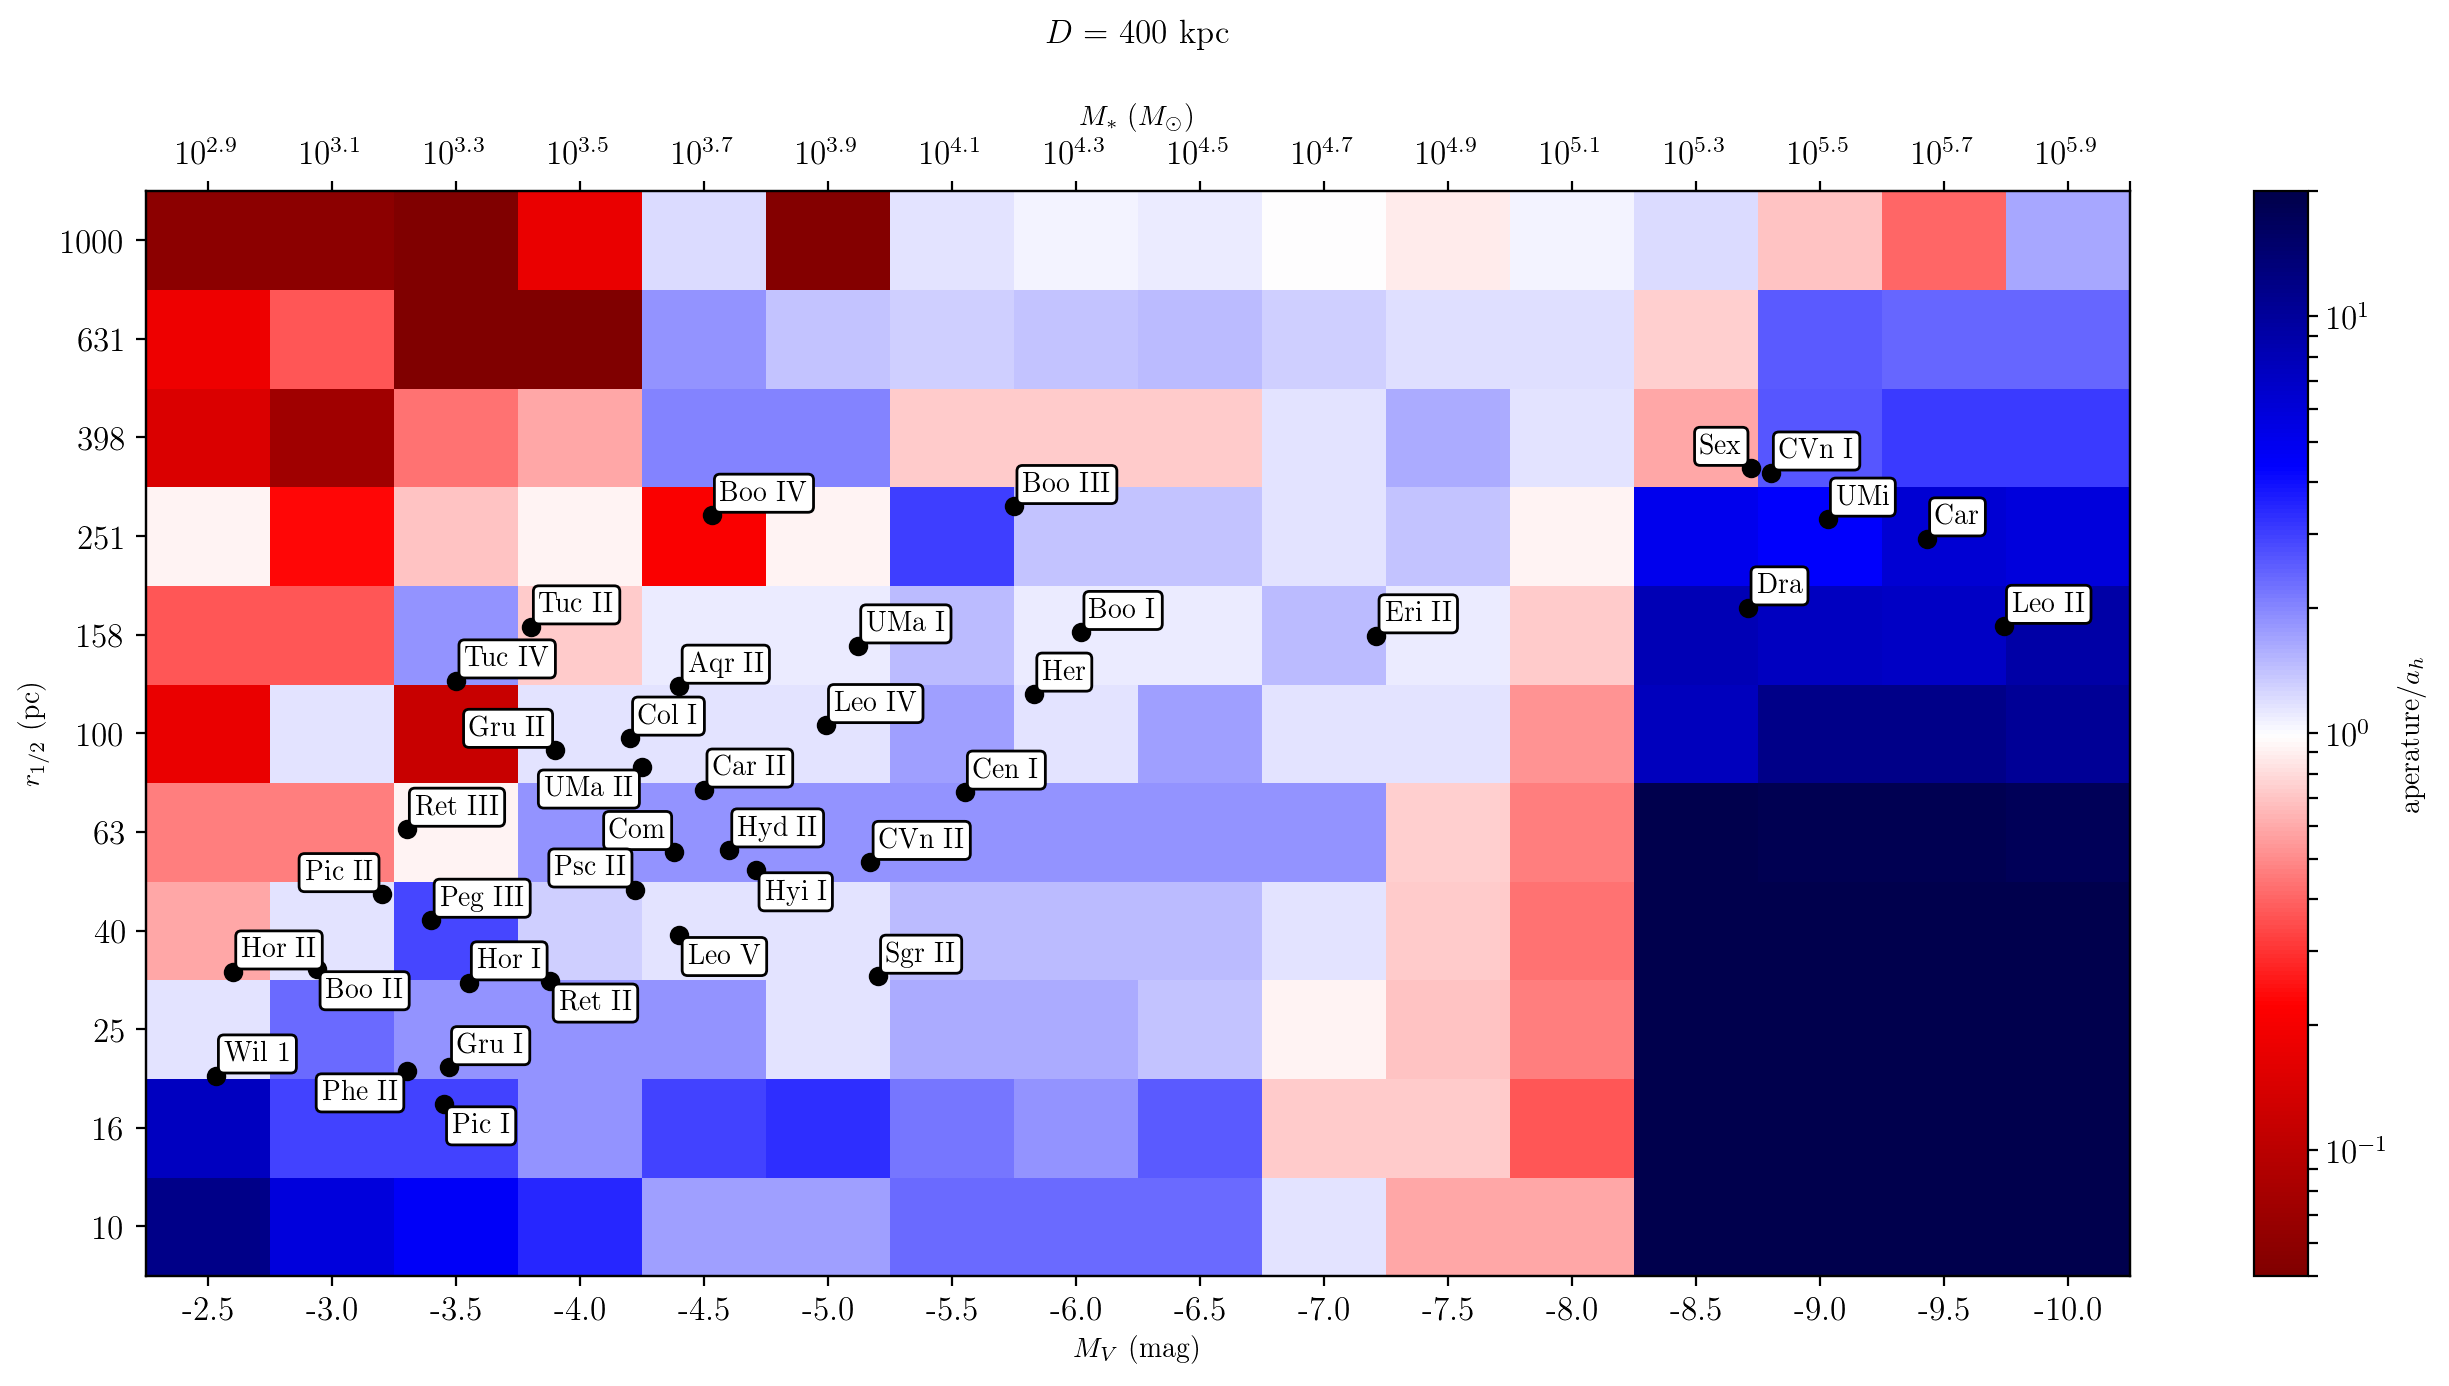 D = 400 kpc
M* (M⊙)
10^2.9 10^3.1 10^3.3 10^3.5 10^3.7 10^3.9 10^4.1 10^4.3 10^4.5 10^4.7 10^4.9 10^5.1 10^5.3 10^5.5 10^5.7 10^5.9
1000
631
398
251
158
100
63
40
25
16
10
r1/2 (pc)
Sex
CVn I
Boo IV
Boo III
UMi
Car
Dra
Tuc II
Leo II
UMa I
Boo I
Eri II
Tuc IV
Aqr II
Her
Leo IV
Col I
Gru II
Car II
Cen I
UMa II
Ret III
Com
Hyd II
CVn II
Psc II
Pic II
Hyi I
Peg III
Hor II
Leo V
Sgr II
Hor I
Boo II
Ret II
Wil 1
Gru I
Phe II
Pic I
-2.5 -3.0 -3.5 -4.0 -4.5 -5.0 -5.5 -6.0 -6.5 -7.0 -7.5 -8.0 -8.5 -9.0 -9.5 -10.0
MV (mag)
10^1
10^0
10^−1
aperature/ah